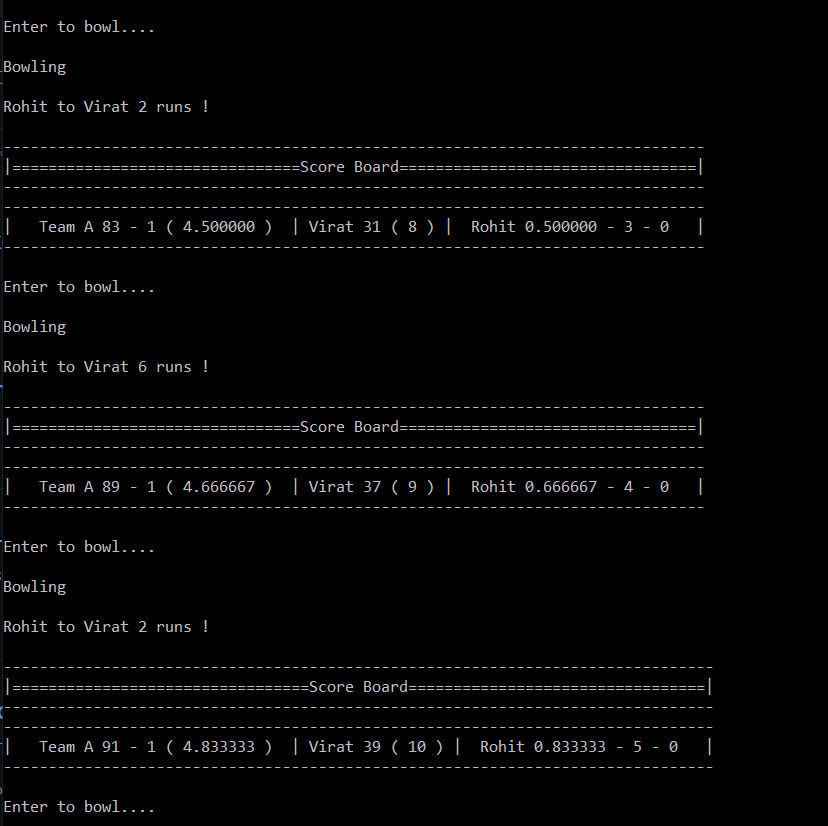 Enter to bowl....
Bowling
Rohit to Virat 2 runs !
------------------------------------------------------------------------------
|================================Score Board=================================|
------------------------------------------------------------------------------
------------------------------------------------------------------------------
|   Team A 83 - 1 ( 4.500000 )  | Virat 31 ( 8 ) |  Rohit 0.500000 - 3 - 0   |
------------------------------------------------------------------------------
Enter to bowl....
Bowling
Rohit to Virat 6 runs !
------------------------------------------------------------------------------
|================================Score Board=================================|
------------------------------------------------------------------------------
------------------------------------------------------------------------------
|   Team A 89 - 1 ( 4.666667 )  | Virat 37 ( 9 ) |  Rohit 0.666667 - 4 - 0   |
------------------------------------------------------------------------------
Enter to bowl....
Bowling
Rohit to Virat 2 runs !
-------------------------------------------------------------------------------
|=================================Score Board=================================|
-------------------------------------------------------------------------------
-------------------------------------------------------------------------------
|   Team A 91 - 1 ( 4.833333 )  | Virat 39 ( 10 ) |  Rohit 0.833333 - 5 - 0   |
-------------------------------------------------------------------------------
Enter to bowl....